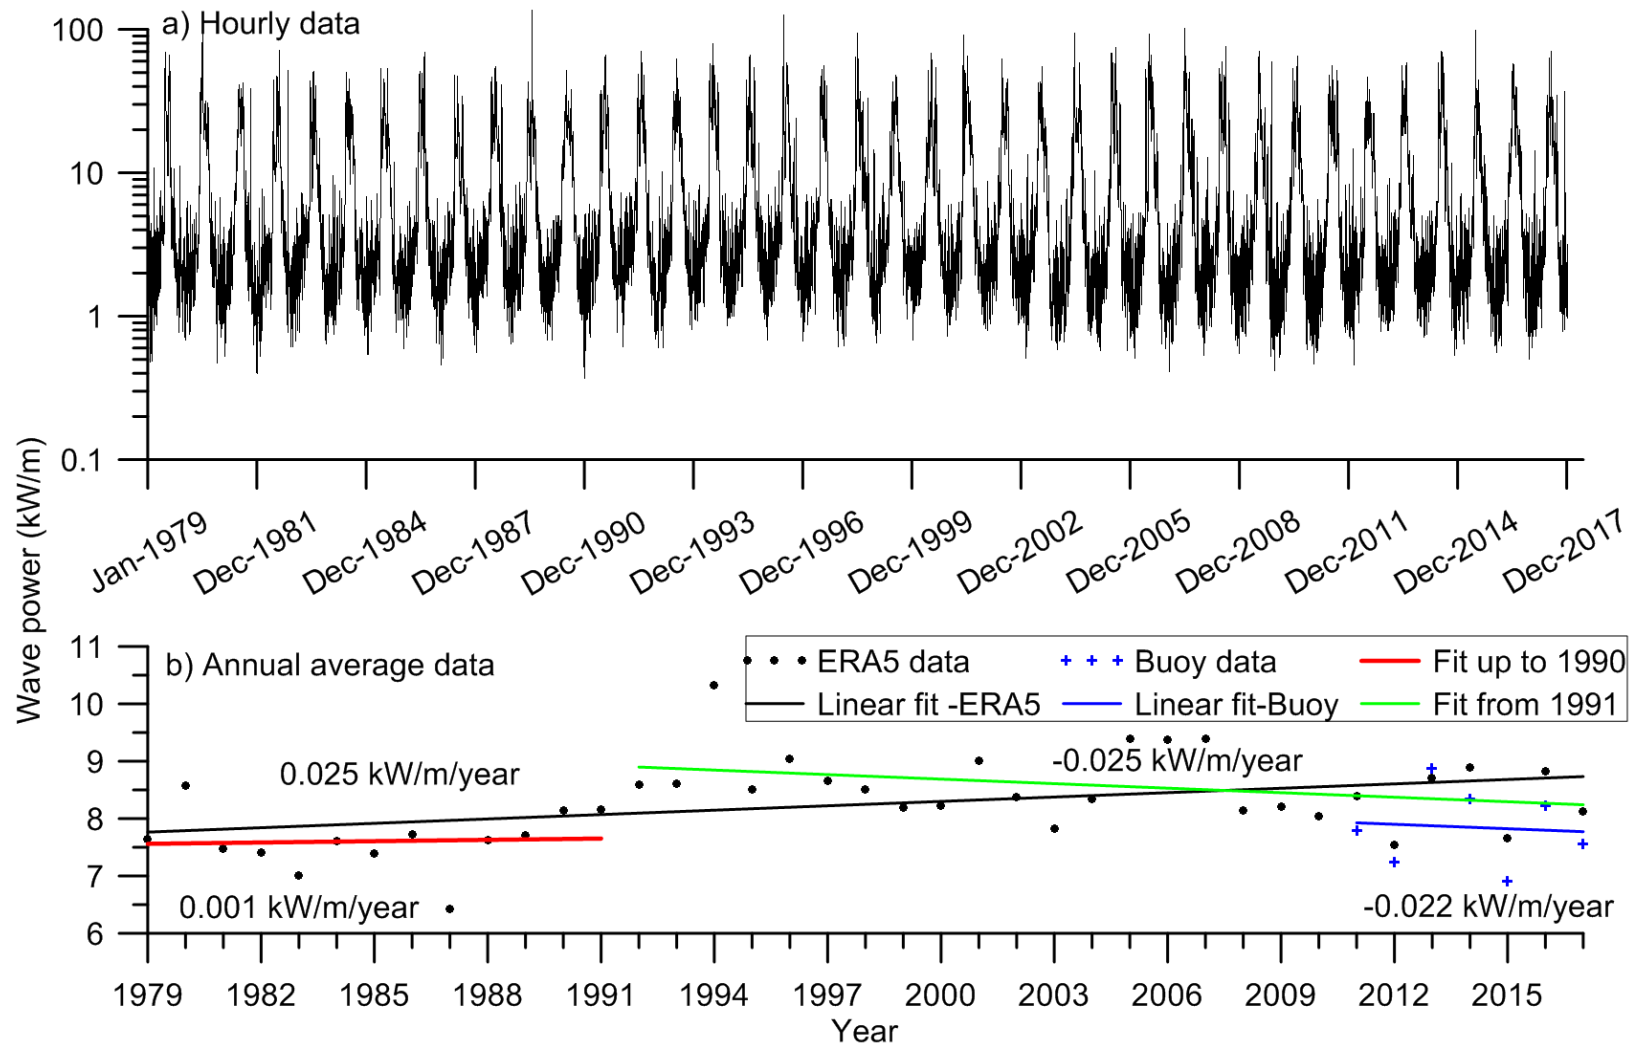 a) Hourly data
100
10
1
0.1
Wave power (kW/m)
Jan-1979 Dec-1981 Dec-1984 Dec-1987 Dec-1990 Dec-1993 Dec-1996 Dec-1999 Dec-2002 Dec-2005 Dec-2008 Dec-2011 Dec-2014 Dec-2017
11
b) Annual average data
ERA5 data Buoy data Fit up to 1990
Linear fit -ERA5 Linear fit-Buoy Fit from 1991
10
9
0.025 kW/m/year
-0.025 kW/m/year
8
7
0.001 kW/m/year
-0.022 kW/m/year
6
1979 1982 1985 1988 1991 1994 1997 2000 2003 2006 2009 2012 2015
Year